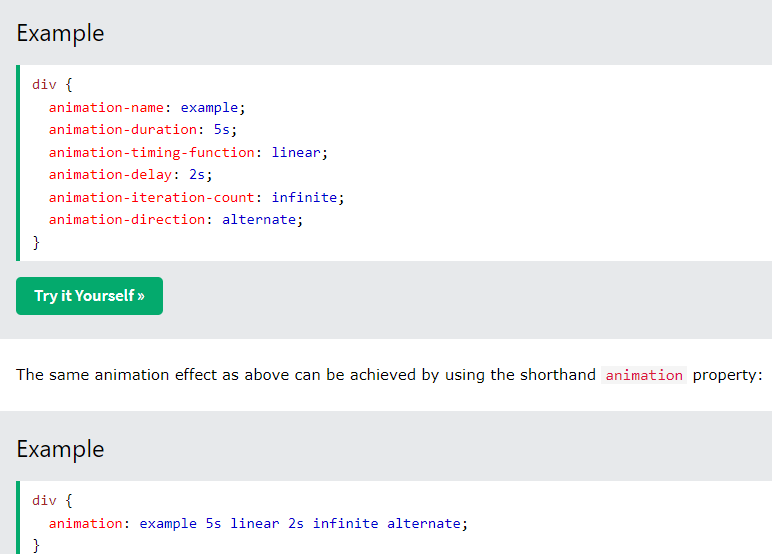 Example
div {
  animation-name: example;
  animation-duration: 5s;
  animation-timing-function: linear;
  animation-delay: 2s;
  animation-iteration-count: infinite;
  animation-direction: alternate;
}
Try it Yourself »
The same animation effect as above can be achieved by using the shorthand animation property:
Example
div {
  animation: example 5s linear 2s infinite alternate;
}